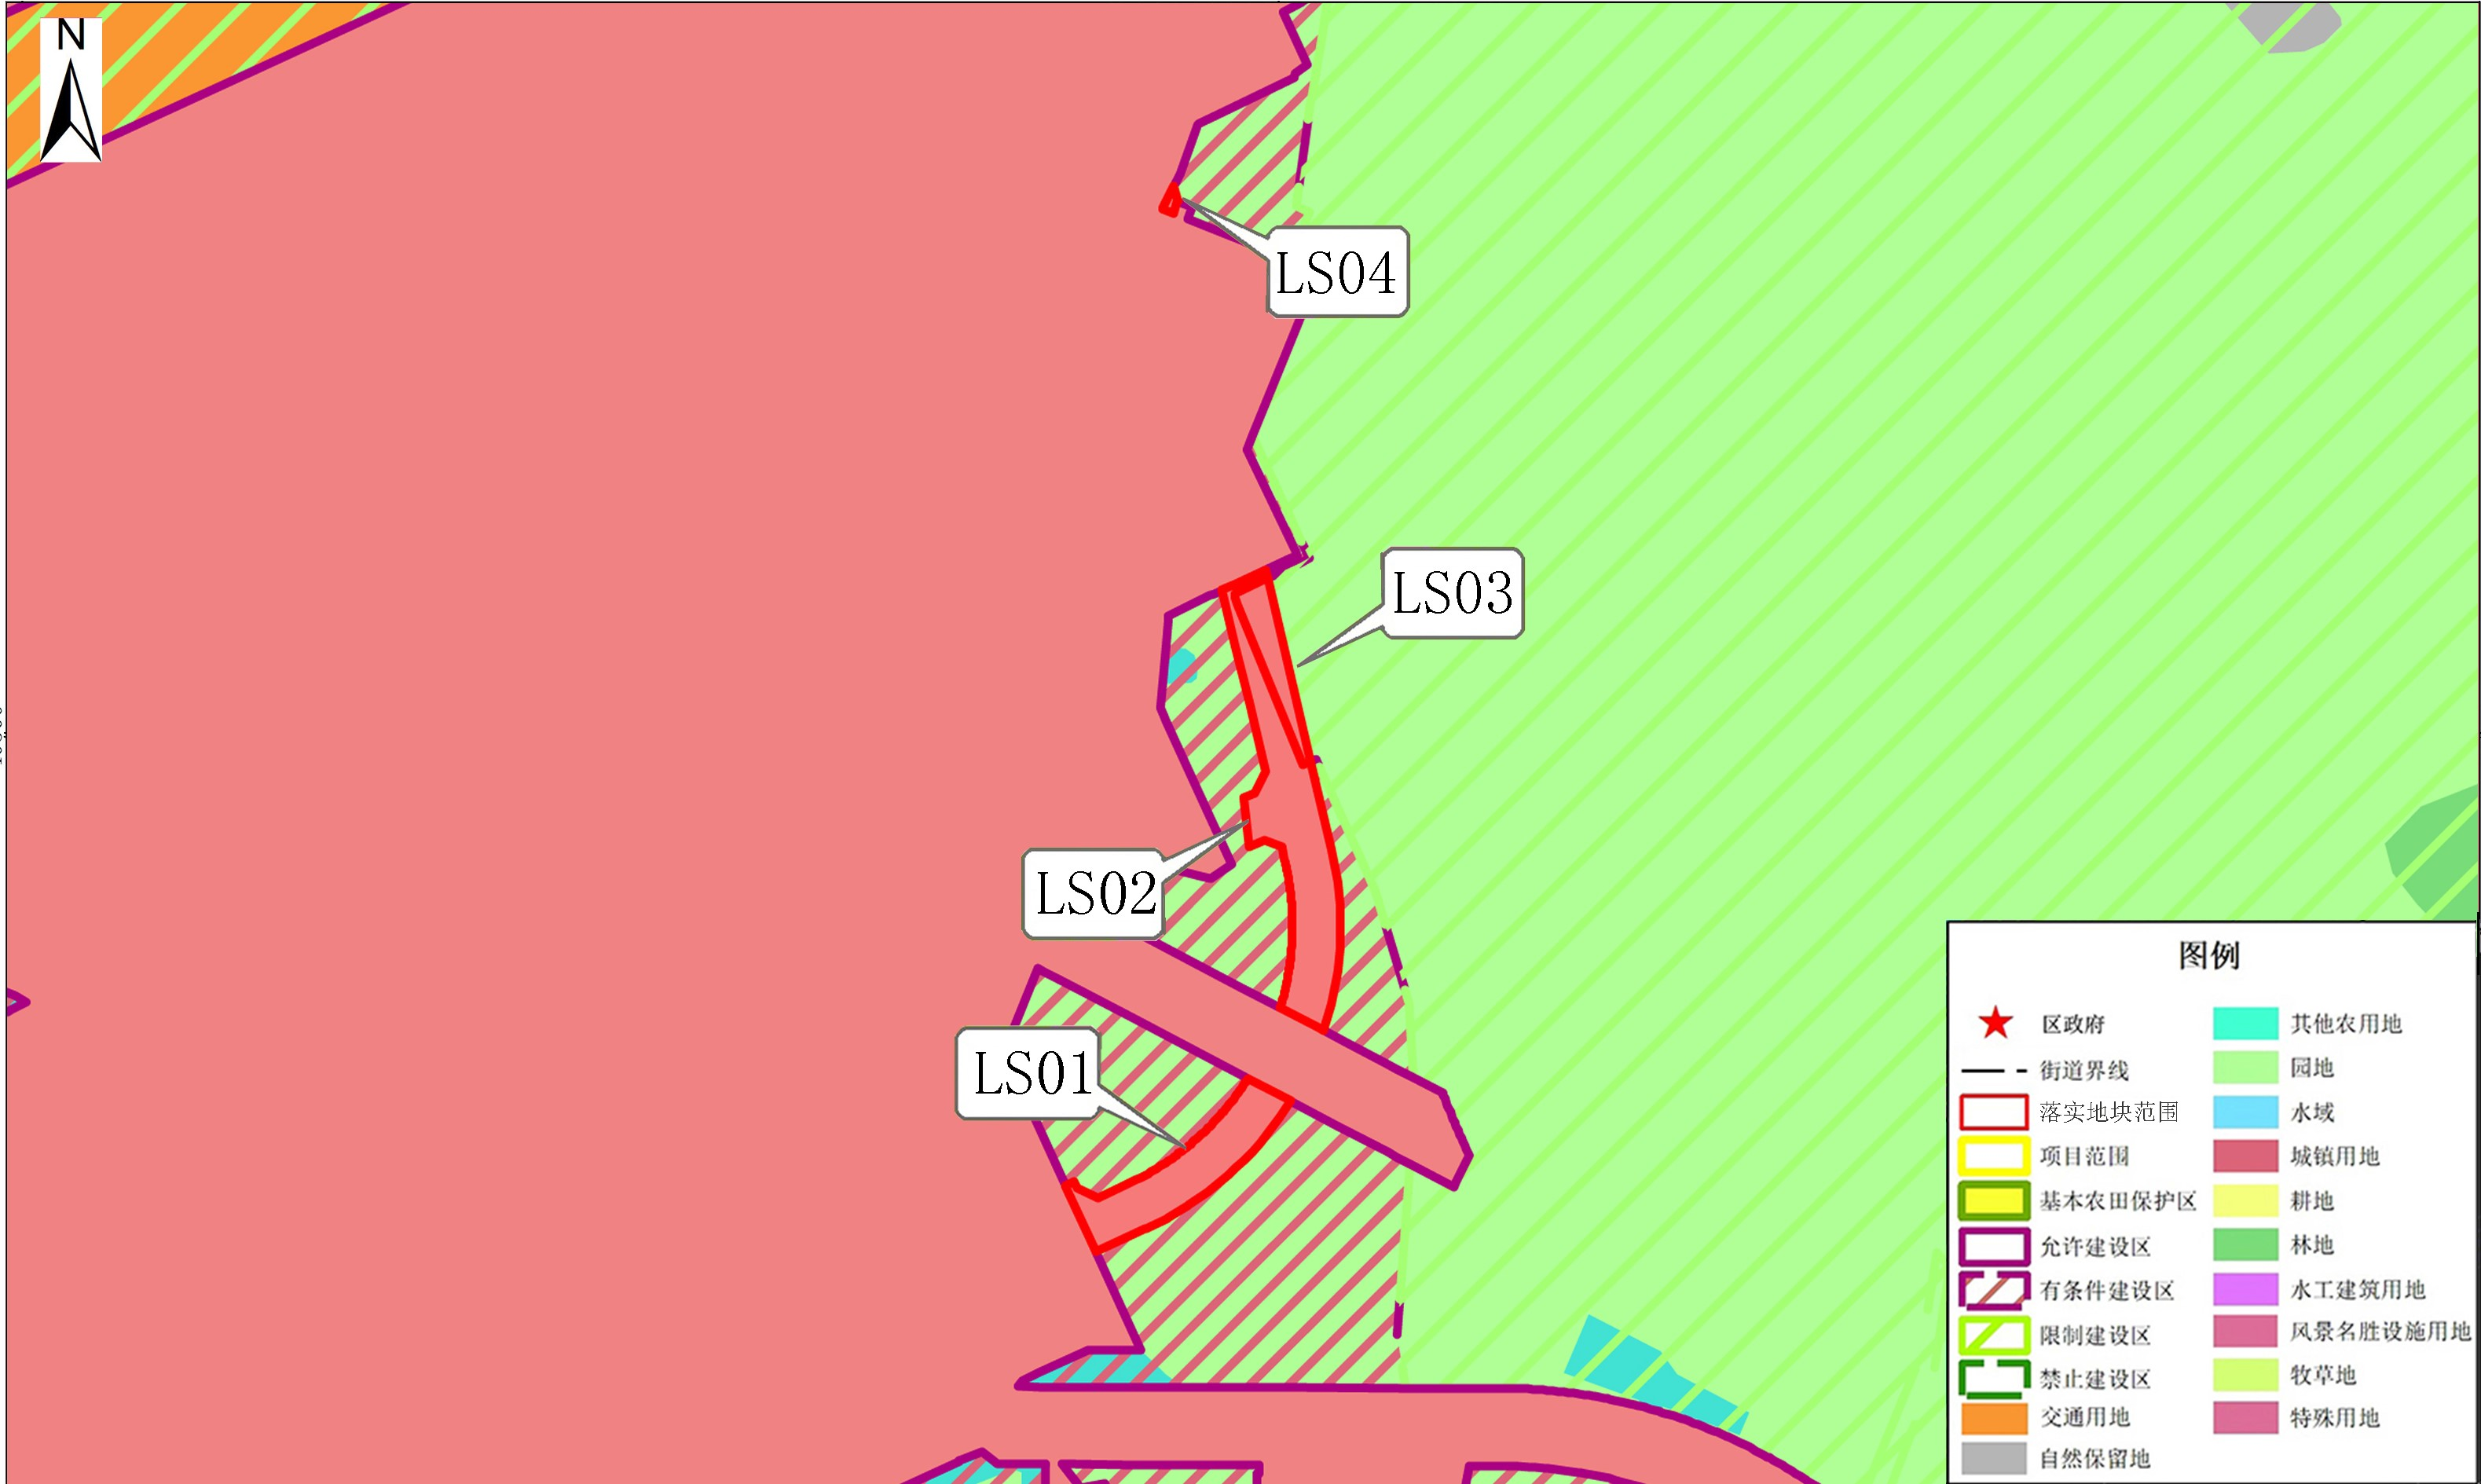 N
LS04
LS03
LS02
LS01
图例
区政府
街道界线
落实地块范围
项目范围
基本农田保护区
允许建设区
有条件建设区
限制建设区
禁止建设区
交通用地
自然保留地
其他农用地
园地
水域
城镇用地
耕地
林地
水工建筑用地
风景名胜设施用地
牧草地
特殊用地